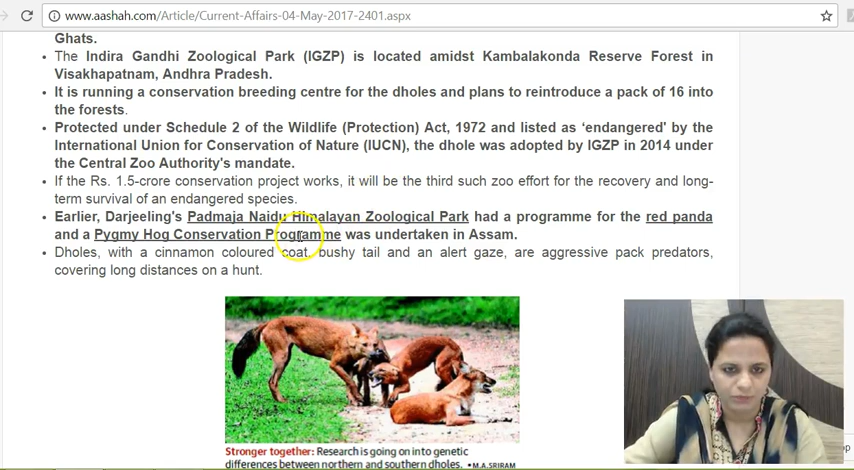 www.aashah.com/Article/Current-Affairs-04-May-2017-2401.aspx
Ghats.
• The Indira Gandhi Zoological Park (IGZP) is located amidst Kambalakonda Reserve Forest in
Visakhapatnam, Andhra Pradesh.
• It is running a conservation breeding centre for the dholes and plans to reintroduce a pack of 16 into
the forests.
• Protected under Schedule 2 of the Wildlife (Protection) Act, 1972 and listed as ‘endangered' by the
International Union for Conservation of Nature (IUCN), the dhole was adopted by IGZP in 2014 under
the Central Zoo Authority's mandate.
• If the Rs. 1.5-crore conservation project works, it will be the third such zoo effort for the recovery and long-
term survival of an endangered species.
• Earlier, Darjeeling's Padmaja Naidu Himalayan Zoological Park had a programme for the red panda
and a Pygmy Hog Conservation Programme was undertaken in Assam.
• Dholes, with a cinnamon coloured coat, bushy tail and an alert gaze, are aggressive pack predators,
covering long distances on a hunt.
Stronger together: Research is going on into genetic
differences between northern and southern dholes. • M.A.SRIRAM